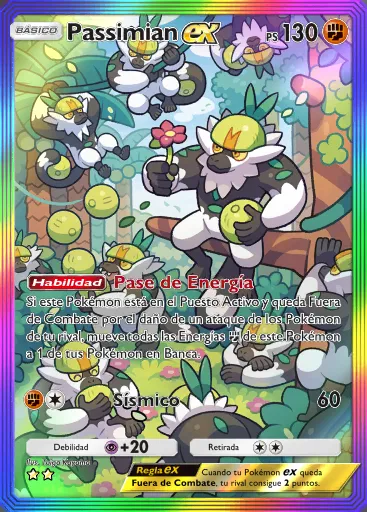 BÁSICO Passimian ex PS 130
Habilidad Pase de Energía
Si este Pokémon está en el Puesto Activo y queda Fuera
de Combate por el daño de un ataque de los Pokémon
de tu rival, mueve todas las Energías de este Pokémon
a 1 de tus Pokémon en Banca.
Sísmico 60
Debilidad +20 Retirada
Regla ex Cuando tu Pokémon ex queda
Fuera de Combate, tu rival consigue 2 puntos.